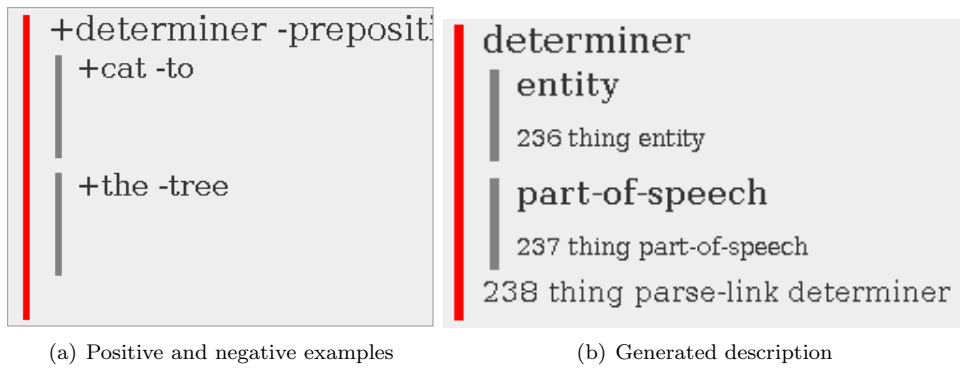 +determiner -prepositi
+cat -to
+the -tree
(a) Positive and negative examples
determiner
entity
236 thing entity
part-of-speech
237 thing part-of-speech
238 thing parse-link determiner
(b) Generated description